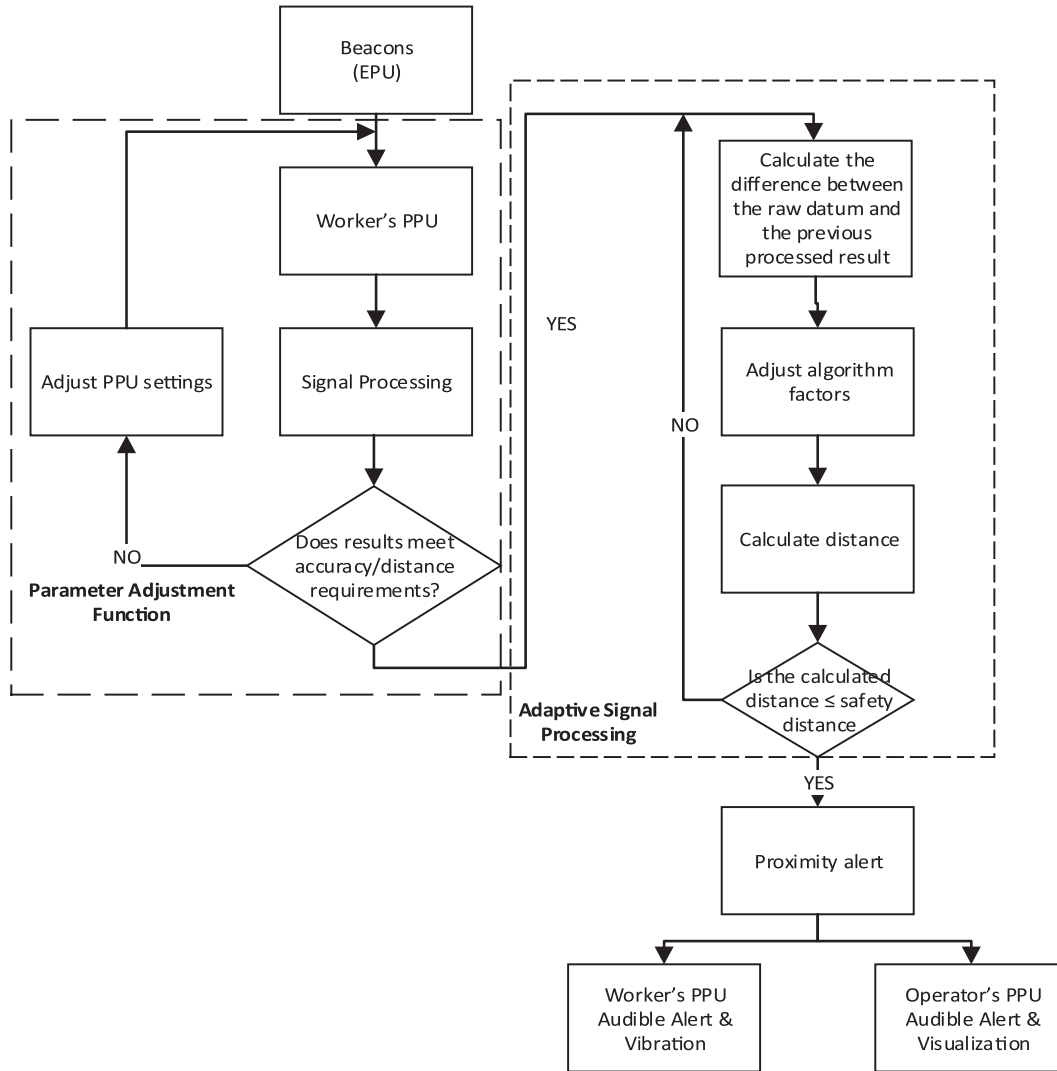 Beacons
(EPU)
Worker's PPU
Signal Processing
Adjust PPU settings
Does results meet
accuracy/distance
requirements?
NO
Parameter Adjustment
Function
YES
Calculate the
difference between
the raw datum and
the previous
processed result
Adjust algorithm
factors
Calculate distance
Is the calculated
distance ≤ safety
distance
NO
Adaptive Signal
Processing
YES
Proximity alert
Worker's PPU
Audible Alert &
Vibration
Operator's PPU
Audible Alert &
Visualization